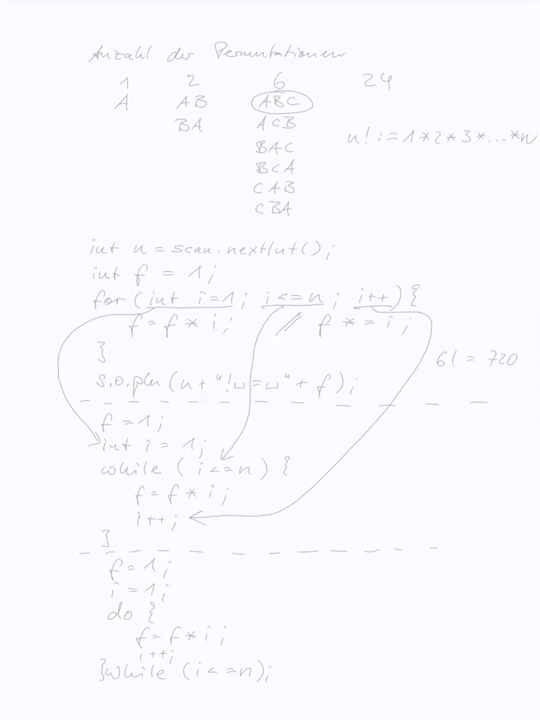 Anzahl der Permutationen
1 2 6 24
A AB ABC
BA ACB
n! := 1*2*3*...*n
BAC
BCA
CAB
CBA
int n = scan.nextInt();
int f = 1;
for (int i=1; i<=n; i++) {
f = f * i; // f *= i;
}
6! = 720
S.o.pln (n + "!␣=␣" + f);
f = 1;
int i = 1;
while (i<=n) {
f = f * i;
i++;
}
f = 1;
i = 1;
do {
f = f * i;
i++;
}while (i<=n);